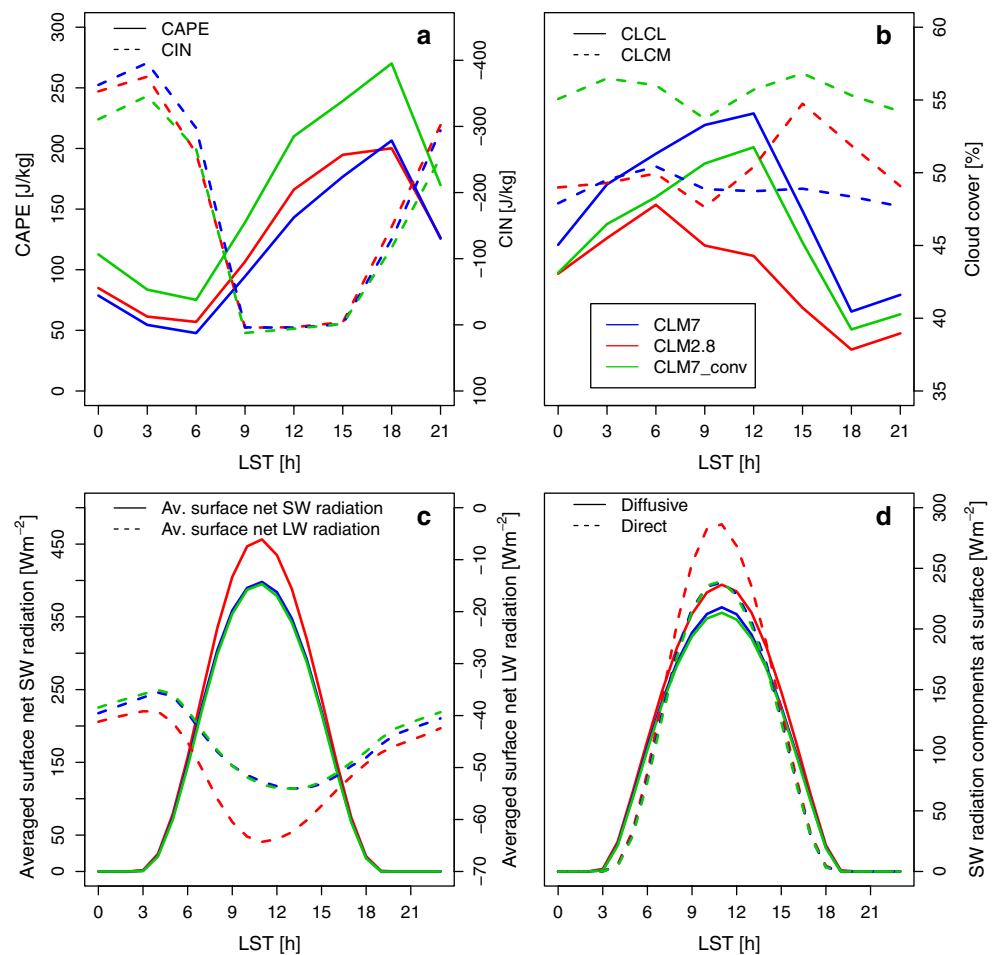 CAPE
CIN
a
300
250
200
150
100
50
0
CAPE [J/kg]
−400
−300
−200
−100
0
100
CIN [J/kg]
0 3 6 9 12 15 18 21
LST [h]
CLCL
CLCM
b
60
55
50
45
40
35
Cloud cover [%]
CLM7
CLM2.8
CLM7_conv
0 3 6 9 12 15 18 21
LST [h]
Av. surface net SW radiation
Av. surface net LW radiation
c
450
350
250
150
50
0
Averaged surface net SW radiation [Wm−2]
0
−10
−20
−30
−40
−50
−60
−70
Averaged surface net LW radiation [Wm−2]
0 3 6 9 12 15 18 21
LST [h]
Diffusive
Direct
d
300
250
200
150
100
50
0
SW radiation components at surface [Wm−2]
0 3 6 9 12 15 18 21
LST [h]